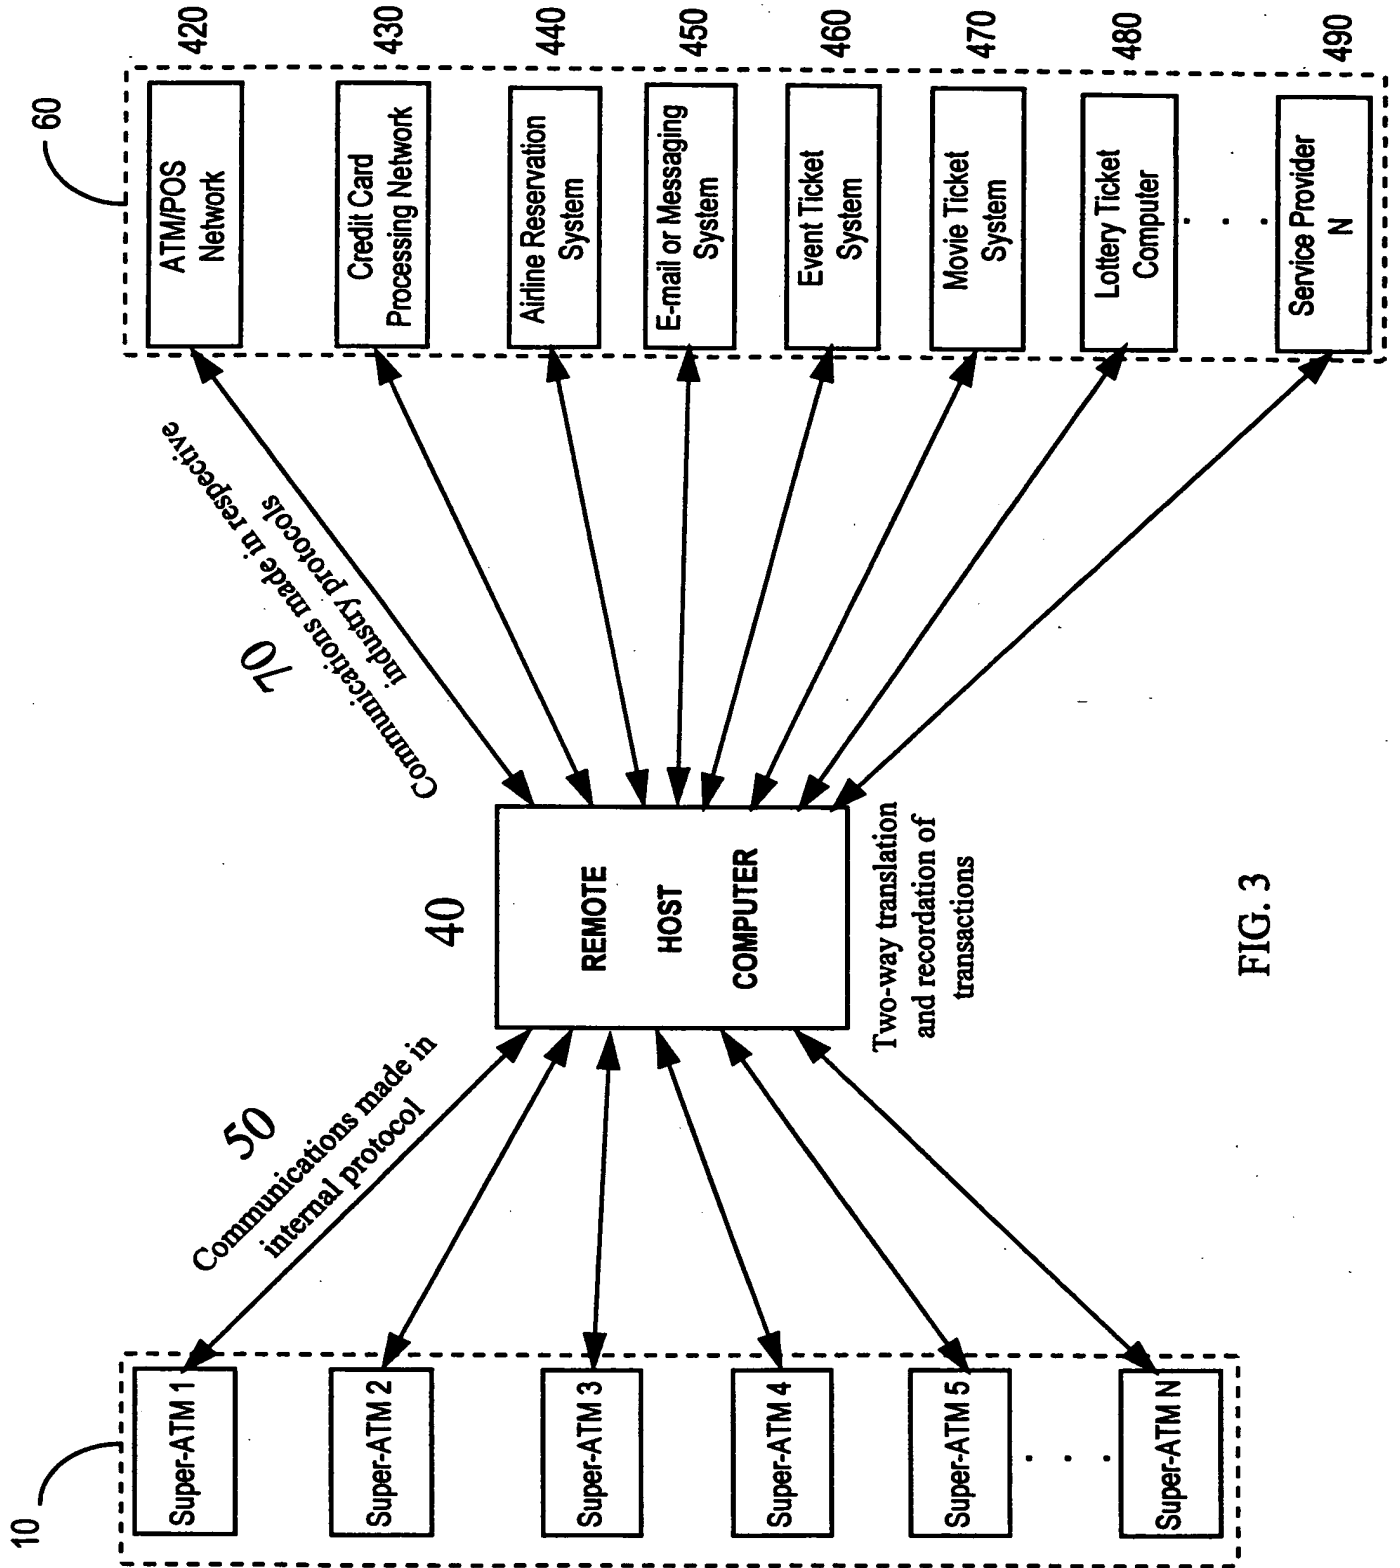 10
Super-ATM 1
Super-ATM 2
Super-ATM 3
Super-ATM 4
Super-ATM 5
. . .
Super-ATM N
50
Communications made in
internal protocol
40
REMOTE
HOST
COMPUTER
Two-way translation
and recordation of
transactions
70
Communications made in respective
industry protocols
60
ATM/POS
Network
420
Credit Card
Processing Network
430
Airline Reservation
System
440
E-mail or Messaging
System
450
Event Ticket
System
460
Movie Ticket
System
470
Lottery Ticket
Computer
480
. . .
Service Provider
N
490
FIG. 3